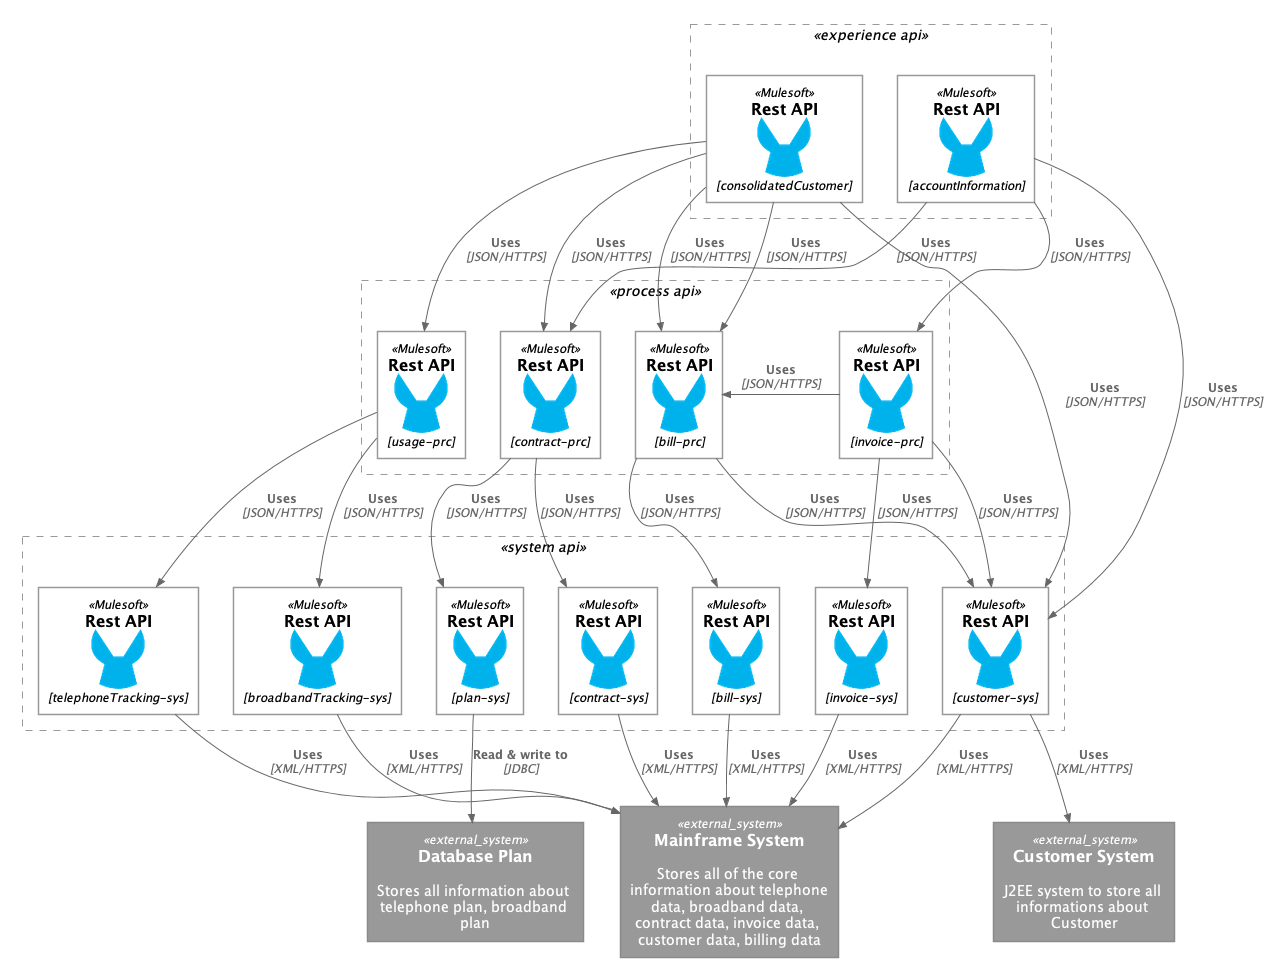 «experience api»
«Mulesoft»
Rest API
[consolidatedCustomer]
«Mulesoft»
Rest API
[accountInformation]
Uses
[JSON/HTTPS]
Uses
[JSON/HTTPS]
Uses
[JSON/HTTPS]
Uses
[JSON/HTTPS]
Uses
[JSON/HTTPS]
Uses
[JSON/HTTPS]
«process api»
«Mulesoft»
Rest API
[usage-prc]
«Mulesoft»
Rest API
[contract-prc]
«Mulesoft»
Rest API
[bill-prc]
Uses
[JSON/HTTPS]
«Mulesoft»
Rest API
[invoice-prc]
Uses
[JSON/HTTPS]
Uses
[JSON/HTTPS]
Uses
[JSON/HTTPS]
Uses
[JSON/HTTPS]
Uses
[JSON/HTTPS]
Uses
[JSON/HTTPS]
Uses
[JSON/HTTPS]
Uses
[JSON/HTTPS]
Uses
[JSON/HTTPS]
Uses
[JSON/HTTPS]
«system api»
«Mulesoft»
Rest API
[telephoneTracking-sys]
«Mulesoft»
Rest API
[broadbandTracking-sys]
«Mulesoft»
Rest API
[plan-sys]
«Mulesoft»
Rest API
[contract-sys]
«Mulesoft»
Rest API
[bill-sys]
«Mulesoft»
Rest API
[invoice-sys]
«Mulesoft»
Rest API
[customer-sys]
Uses
[XML/HTTPS]
Uses
[XML/HTTPS]
Read & write to
[JDBC]
Uses
[XML/HTTPS]
Uses
[XML/HTTPS]
Uses
[XML/HTTPS]
Uses
[XML/HTTPS]
Uses
[XML/HTTPS]
«external_system»
Database Plan
Stores all information about
telephone plan, broadband
plan
«external_system»
Mainframe System
Stores all of the core
information about telephone
data, broadband data,
contract data, invoice data,
customer data, billing data
«external_system»
Customer System
J2EE system to store all
informations about
Customer